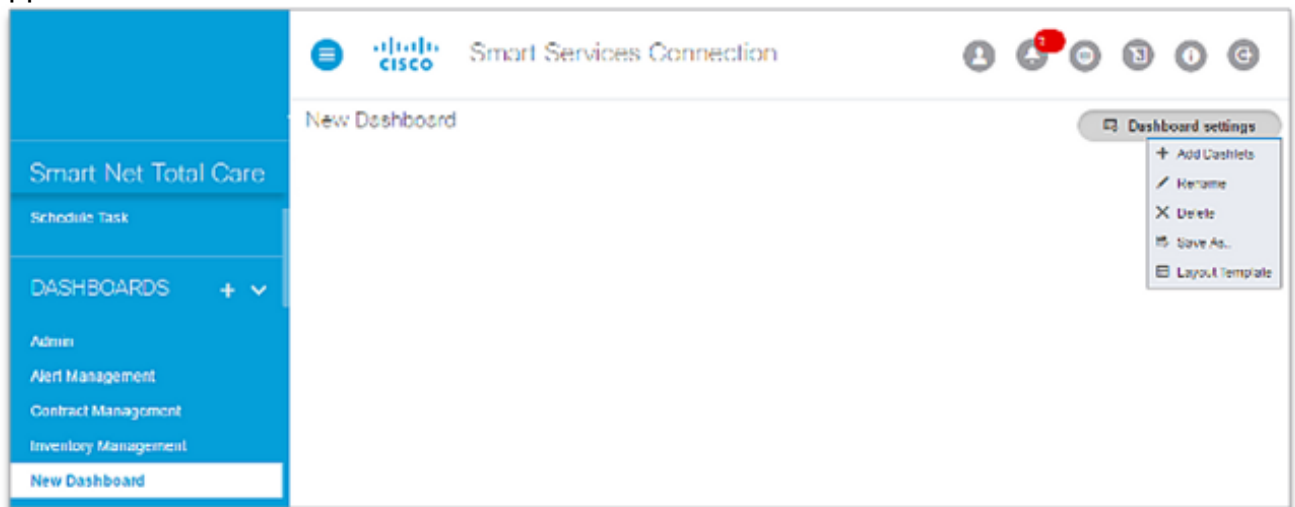 CISCO
Smart Services Connection
New Dashboard
Dashboard settings
+ Add Dashlets
Rename
Delete
Save As...
Layout Template
Smart Net Total Care
Schedule Task
DASHBOARDS +
Admin
Alert Management
Contract Management
Inventory Management
New Dashboard